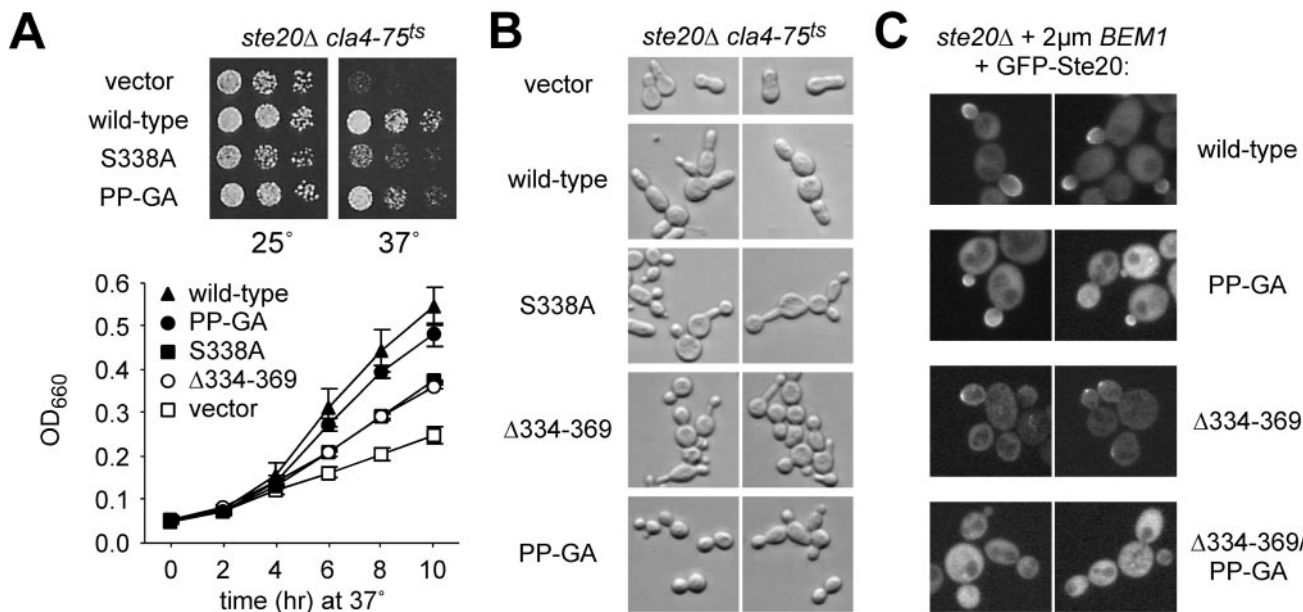 A
ste20Δ cla4-75ts
vector
wild-type
S338A
PP-GA
25°
37°
0.6
0.5
0.4
0.3
0.2
0.1
0.0
OD660
wild-type
PP-GA
S338A
Δ334-369
vector
0 2 4 6 8 10
time (hr) at 37°
B
ste20Δ cla4-75ts
vector
wild-type
S338A
Δ334-369
PP-GA
C
ste20Δ + 2µm BEM1
+ GFP-Ste20:
wild-type
PP-GA
Δ334-369
Δ334-369/
PP-GA